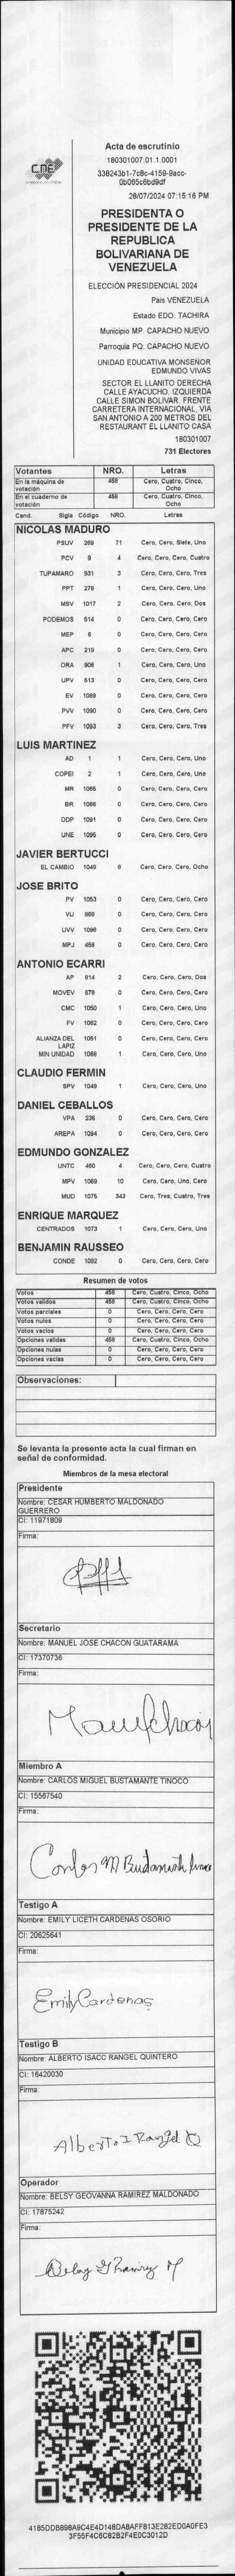 CNE
Acta de escrutinio
180301007.01.1.0001
338243b1-7c8c-4159-9acc-
0b065c6bd9df
28/07/2024 07:15:16 PM
PRESIDENTA O
PRESIDENTE DE LA
REPUBLICA
BOLIVARIANA DE
VENEZUELA
ELECCIÓN PRESIDENCIAL 2024
Pais VENEZUELA
Estado EDO. TACHIRA
Municipio MP. CAPACHO NUEVO
Parroquia PQ. CAPACHO NUEVO
UNIDAD EDUCATIVA MONSEÑOR
EDMUNDO VIVAS
SECTOR EL LLANITO DERECHA
CALLE AYACUCHO. IZQUIERDA
CALLE SIMON BOLIVAR. FRENTE
CARRETERA INTERNACIONAL, VIA
SAN ANTONIO A 200 METROS DEL
RESTAURANT EL LLANITO CASA
180301007
731 Electores
Votantes NRO. Letras
En la máquina de votación 458 Cero, Cuatro, Cinco, Ocho
En el cuaderno de votación 458 Cero, Cuatro, Cinco, Ocho
Cand. Sigla Código NRO. Letras
NICOLAS MADURO
PSUV 269 71 Cero, Cero, Siete, Uno
PCV 9 4 Cero, Cero, Cero, Cuatro
TUPAMARO 931 3 Cero, Cero, Cero, Tres
PPT 276 1 Cero, Cero, Cero, Uno
MSV 1017 2 Cero, Cero, Cero, Dos
PODEMOS 514 0 Cero, Cero, Cero, Cero
MEP 6 0 Cero, Cero, Cero, Cero
APC 219 0 Cero, Cero, Cero, Cero
ORA 906 1 Cero, Cero, Cero, Uno
UPV 513 0 Cero, Cero, Cero, Cero
EV 1089 0 Cero, Cero, Cero, Cero
PVV 1090 0 Cero, Cero, Cero, Cero
PFV 1093 3 Cero, Cero, Cero, Tres
LUIS MARTINEZ
AD 1 1 Cero, Cero, Cero, Uno
COPEI 2 1 Cero, Cero, Cero, Uno
MR 1065 0 Cero, Cero, Cero, Cero
BR 1066 0 Cero, Cero, Cero, Cero
DDP 1091 0 Cero, Cero, Cero, Cero
UNE 1095 0 Cero, Cero, Cero, Cero
JAVIER BERTUCCI
EL CAMBIO 1048 8 Cero, Cero, Cero, Ocho
JOSE BRITO
PV 1053 0 Cero, Cero, Cero, Cero
VU 869 0 Cero, Cero, Cero, Cero
UVV 1096 0 Cero, Cero, Cero, Cero
MPJ 458 0 Cero, Cero, Cero, Cero
ANTONIO ECARRI
AP 914 2 Cero, Cero, Cero, Dos
MOVEV 878 0 Cero, Cero, Cero, Cero
CMC 1050 1 Cero, Cero, Cero, Uno
FV 1062 0 Cero, Cero, Cero, Cero
ALIANZA DEL LAPIZ 1051 0 Cero, Cero, Cero, Cero
MIN UNIDAD 1068 1 Cero, Cero, Cero, Uno
CLAUDIO FERMIN
SPV 1049 1 Cero, Cero, Cero, Uno
DANIEL CEBALLOS
VPA 236 0 Cero, Cero, Cero, Cero
AREPA 1094 0 Cero, Cero, Cero, Cero
EDMUNDO GONZALEZ
UNTC 460 4 Cero, Cero, Cero, Cuatro
MPV 1069 10 Cero, Cero, Uno, Cero
MUD 1075 343 Cero, Tres, Cuatro, Tres
ENRIQUE MARQUEZ
CENTRADOS 1073 1 Cero, Cero, Cero, Uno
BENJAMIN RAUSSEO
CONDE 1092 0 Cero, Cero, Cero, Cero
Resumen de votos
Votos 458 Cero, Cuatro, Cinco, Ocho
Votos validos 458 Cero, Cuatro, Cinco, Ocho
Votos parciales 0 Cero, Cero, Cero, Cero
Votos nulos 0 Cero, Cero, Cero, Cero
Votos vacios 0 Cero, Cero, Cero, Cero
Opciones validas 458 Cero, Cuatro, Cinco, Ocho
Opciones nulas 0 Cero, Cero, Cero, Cero
Opciones vacias 0 Cero, Cero, Cero, Cero
Observaciones:
Se levanta la presente acta la cual firman en
señal de conformidad.
Miembros de la mesa electoral
Presidente
Nombre: CESAR HUMBERTO MALDONADO
GUERRERO
CI: 11971809
Firma:
Secretario
Nombre: MANUEL JOSE CHACON GUATARAMA
CI: 17370736
Firma:
Miembro A
Nombre: CARLOS MIGUEL BUSTAMANTE TINOCO
CI: 15567540
Firma:
Carlos M Bustamante Tinoco
Testigo A
Nombre: EMILY LICETH CARDENAS OSORIO
CI: 20625641
Firma:
Emily Cardenas
Testigo B
Nombre: ALBERTO ISACC RANGEL QUINTERO
CI: 16420030
Firma:
Alberto I Rangel Q
Operador
Nombre: BELSY GEOVANNA RAMIREZ MALDONADO
CI: 17875242
Firma:
4185DDB898A9C4E4D148DA8AFF813E282ED0A0FE3
3F55F4C6C82B2F4E0C3012D